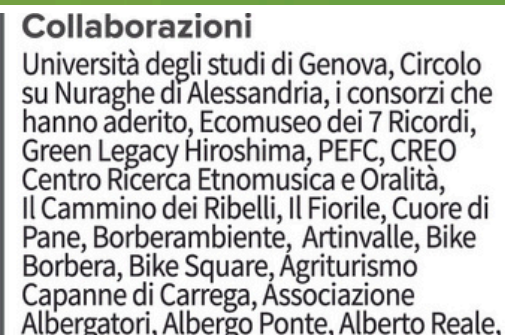 Collaborazioni
Università degli studi di Genova, Circolo
su Nuraghe di Alessandria, i consorzi che
hanno aderito, Ecomuseo dei 7 Ricordi,
Green Legacy Hiroshima, PEFC, CREO
Centro Ricerca Etnomusica e Oralità,
Il Cammino dei Ribelli, Il Fiorile, Cuore di
Pane, Borberambiente, Artinvalle, Bike
Borbera, Bike Square, Agriturismo
Capanne di Carrega, Associazione
Albergatori, Albergo Ponte, Alberto Reale,